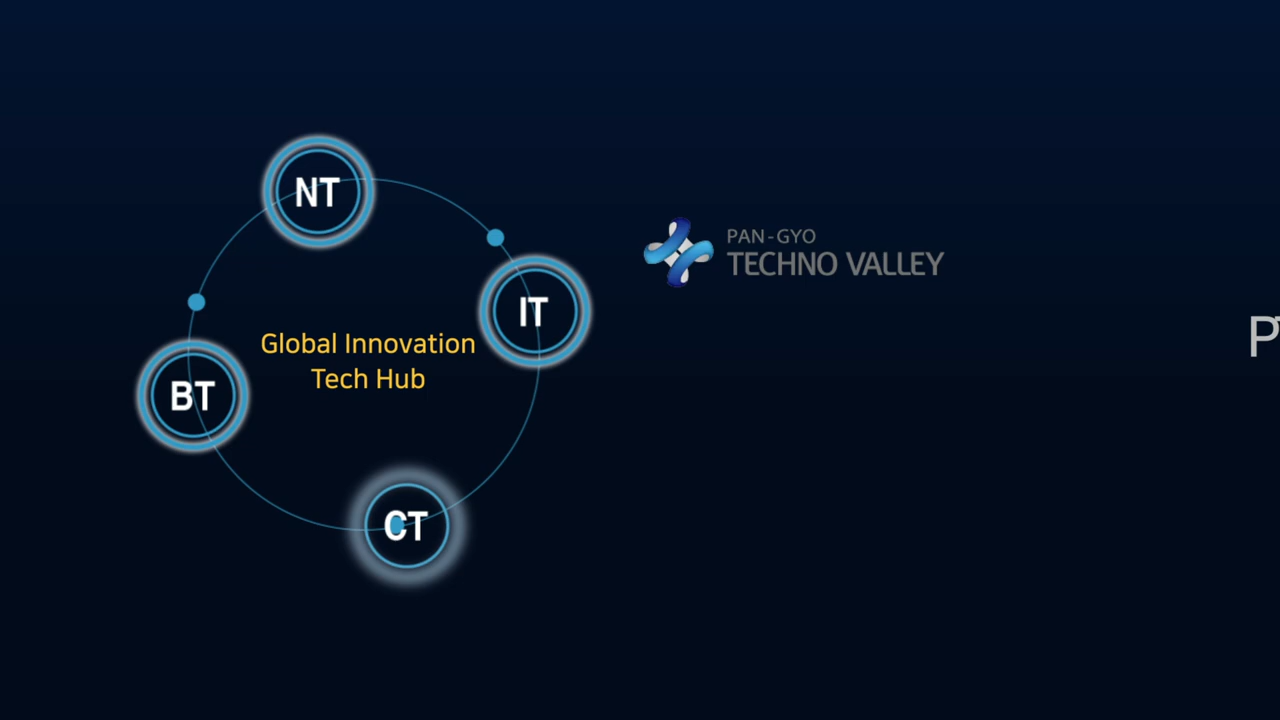 NT
IT
PAN-GYO
TECHNO VALLEY
Global Innovation
Tech Hub
BT
CT